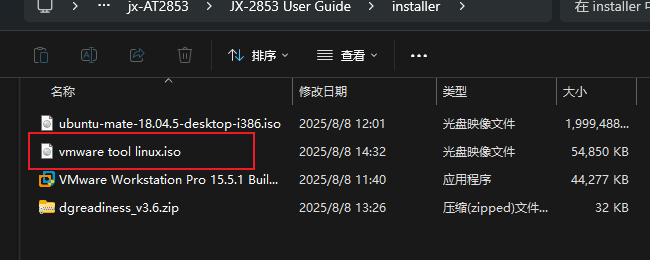 … jx-AT2853 JX-2853 User Guide installer 在 installer 中
排序 查看
名称 修改日期 类型 大小
ubuntu-mate-18.04.5-desktop-i386.iso 2025/8/8 12:01 光盘映像文件 1,999,488...
vmware tool linux.iso 2025/8/8 14:32 光盘映像文件 54,850 KB
VMware Workstation Pro 15.5.1 Buil... 2025/8/8 11:40 应用程序 44,277 KB
dgreadiness_v3.6.zip 2025/8/8 13:26 压缩(zipped)文件... 32 KB